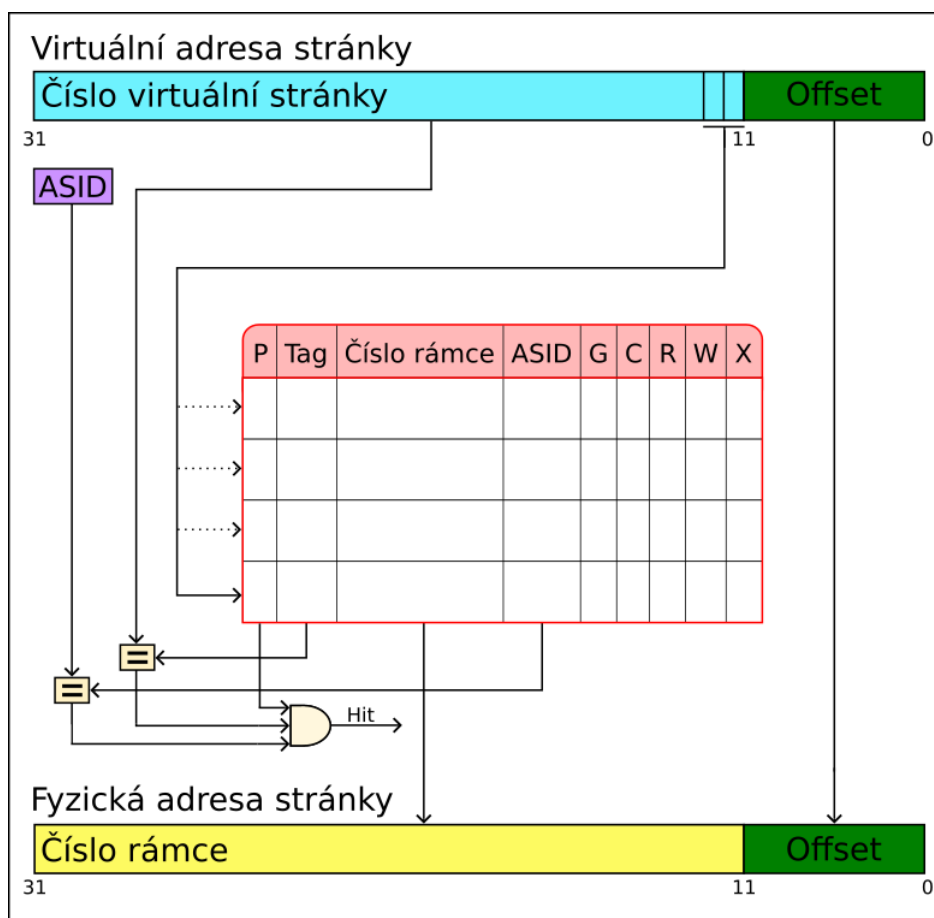 Virtuální adresa stránky
Číslo virtuální stránky Offset
31 11 0
ASID
P Tag Číslo rámce ASID G C R W X
=
=
Hit
Fyzická adresa stránky
Číslo rámce Offset
31 11 0